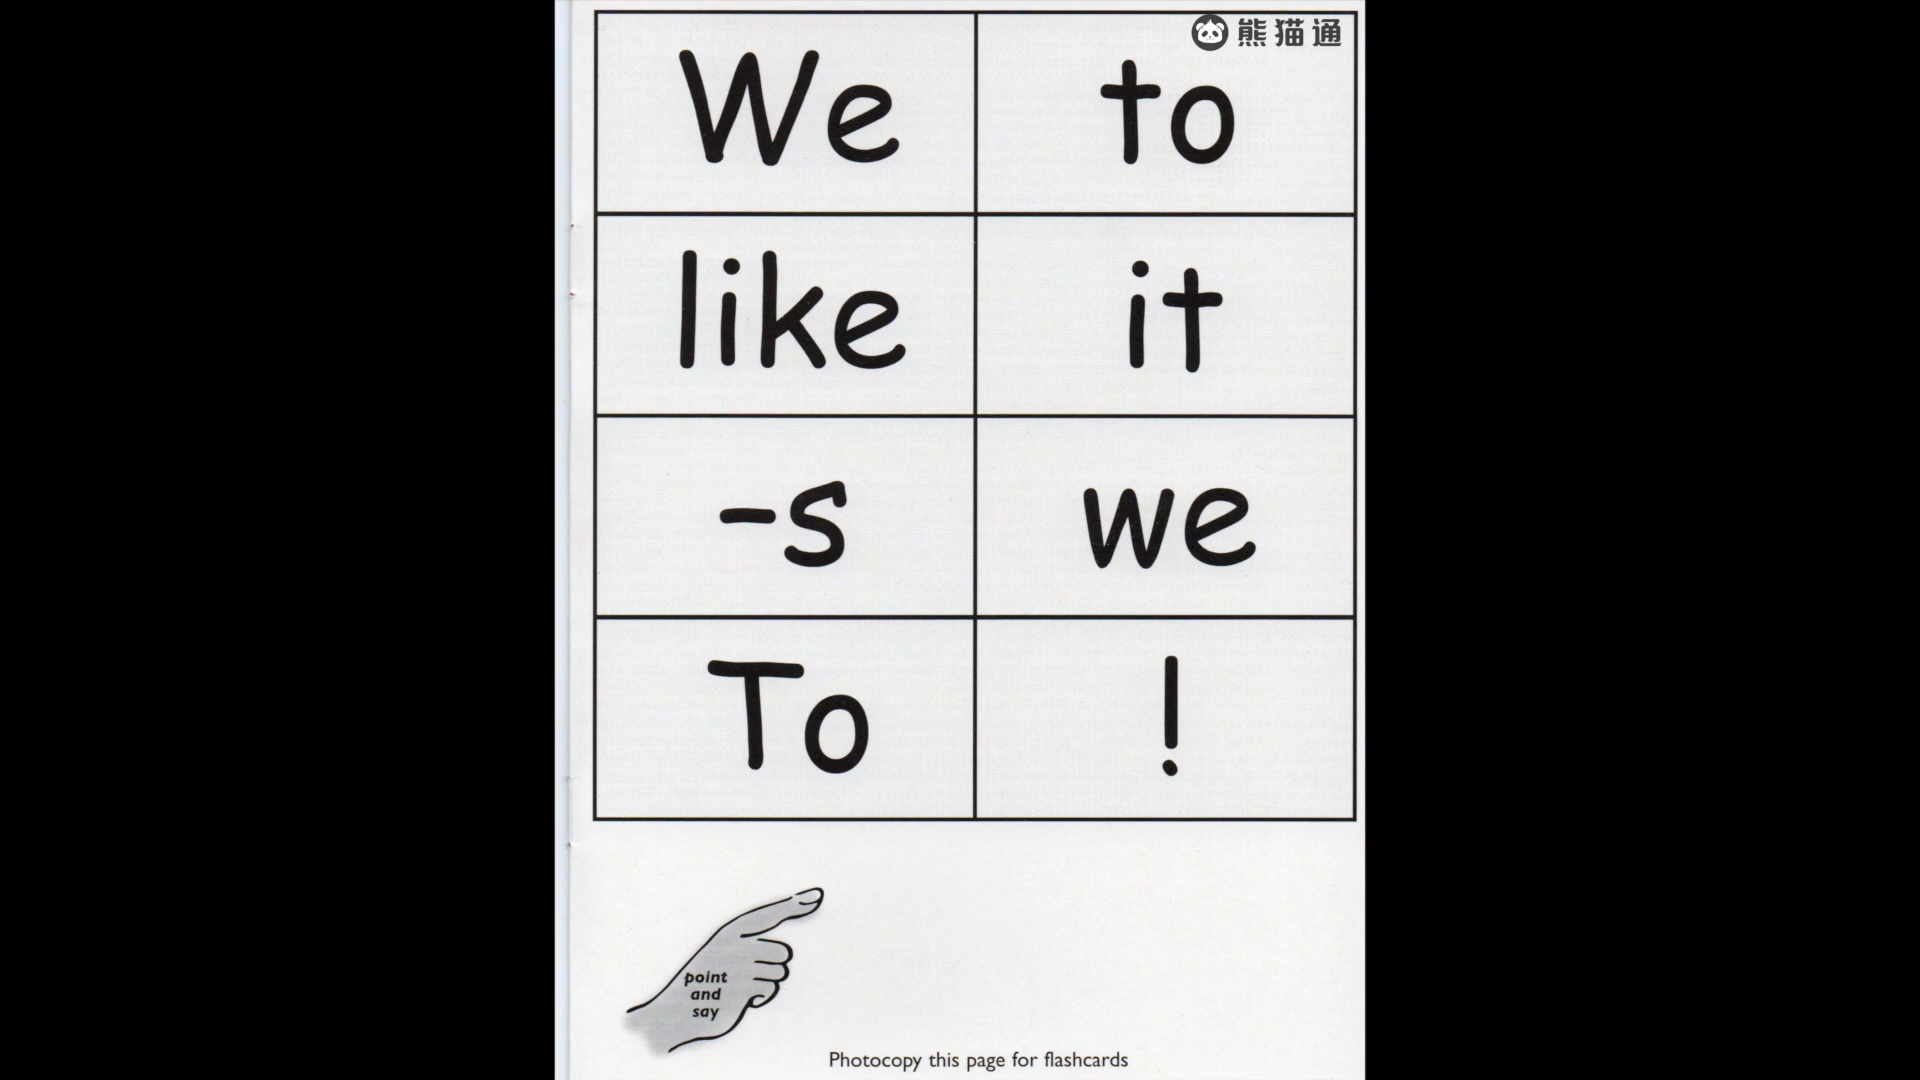 熊猫通
We to
like it
-s we
To !
point
and
say
Photocopy this page for flashcards